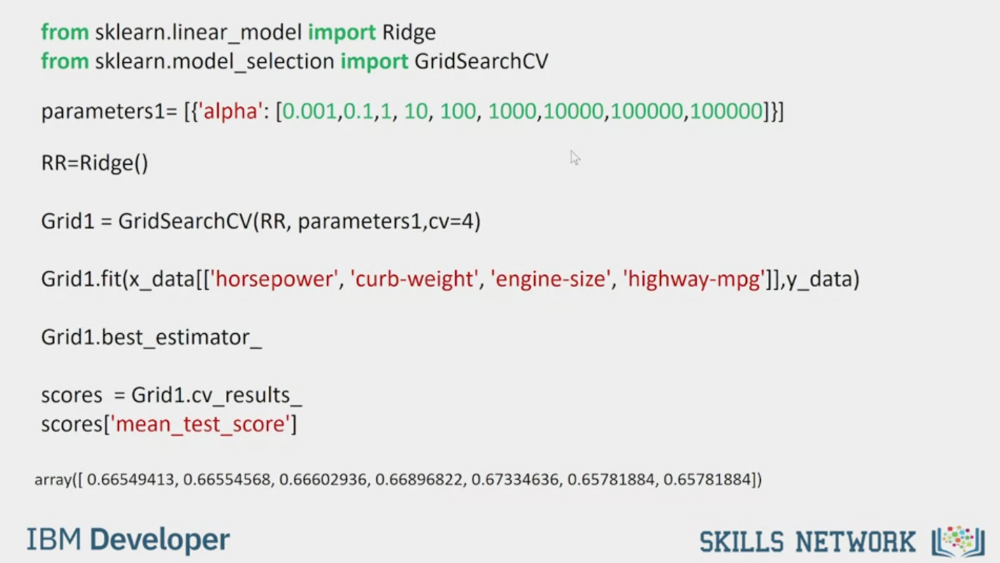 from sklearn.linear_model import Ridge
from sklearn.model_selection import GridSearchCV
parameters1= [{'alpha': [0.001,0.1,1, 10, 100, 1000,10000,100000,100000]}]
RR=Ridge()
Grid1 = GridSearchCV(RR, parameters1,cv=4)
Grid1.fit(x_data[['horsepower', 'curb-weight', 'engine-size', 'highway-mpg']],y_data)
Grid1.best_estimator_
scores  = Grid1.cv_results_
scores['mean_test_score']
array([ 0.66549413, 0.66554568, 0.66602936, 0.66896822, 0.67334636, 0.65781884, 0.65781884])
IBM Developer
SKILLS NETWORK